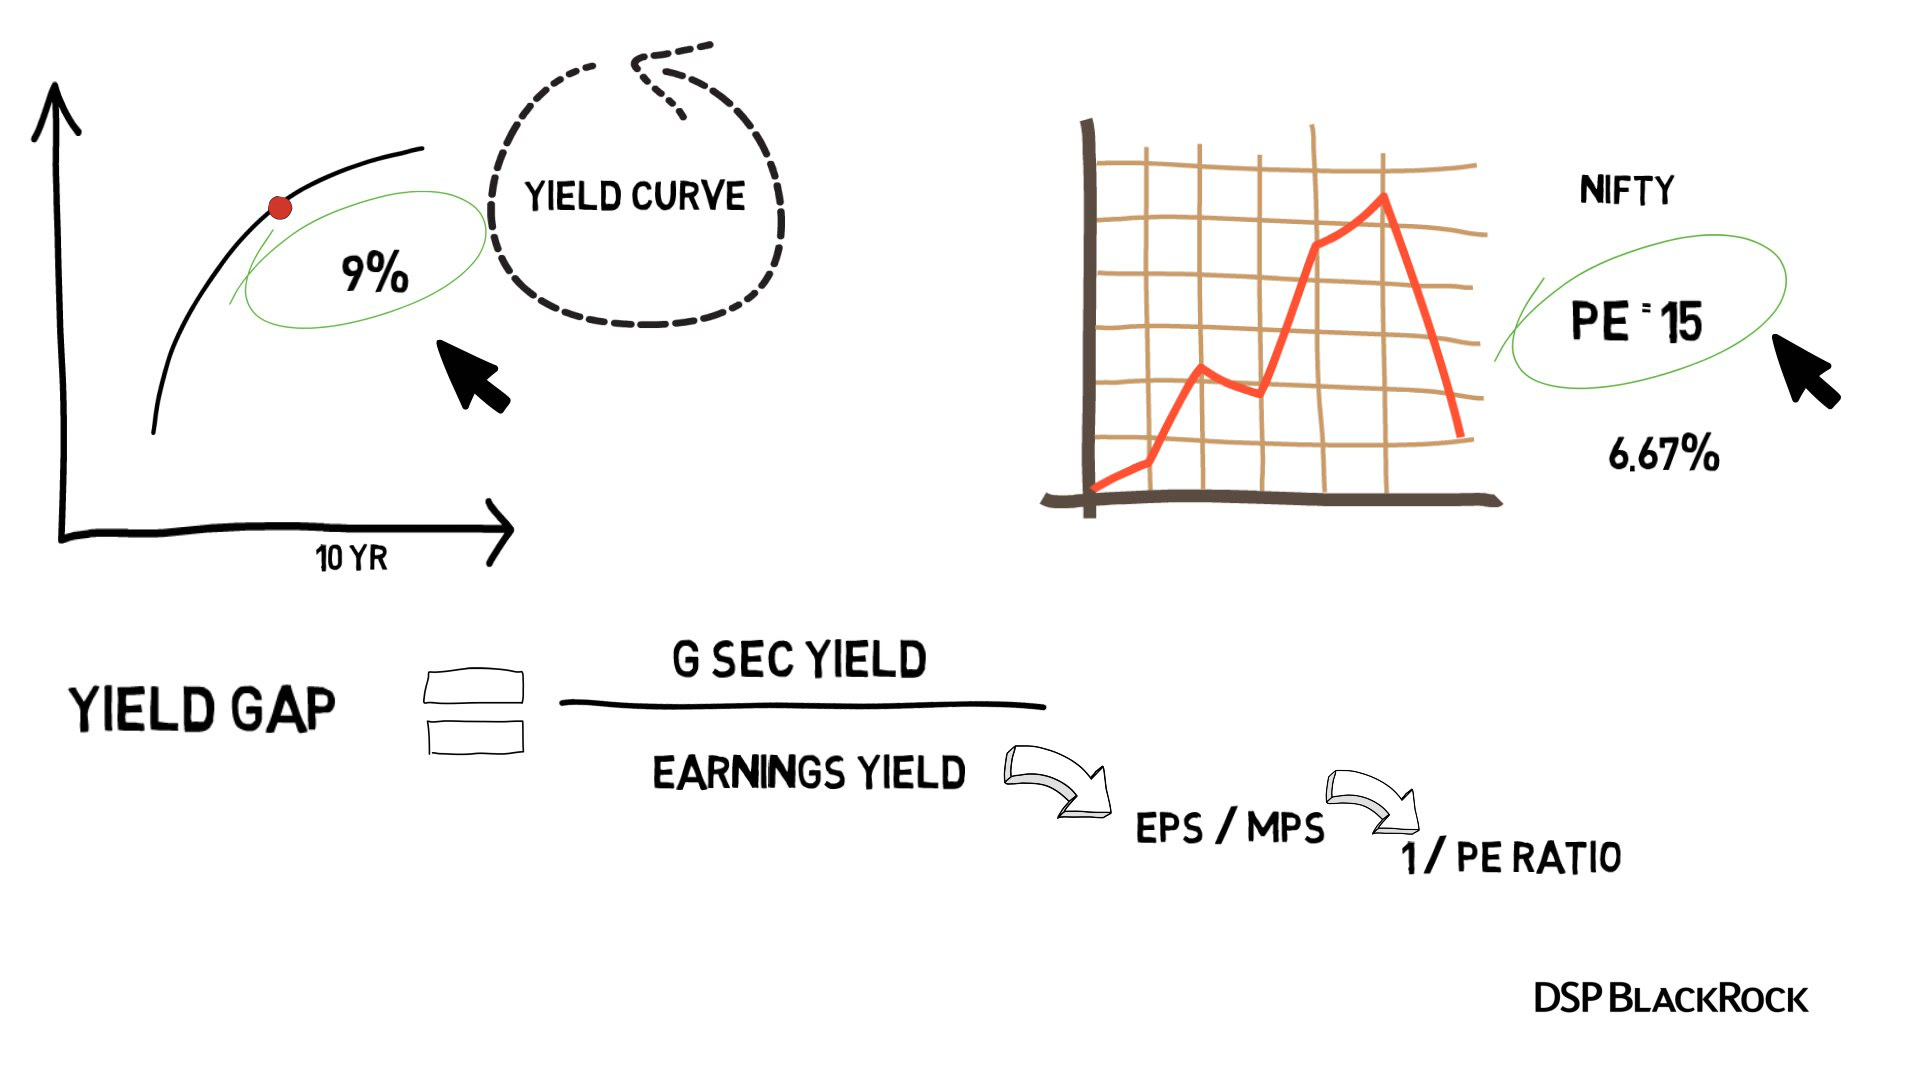 YIELD CURVE
9%
10 YR
NIFTY
PE = 15
6.67%
YIELD GAP
G SEC YIELD
EARNINGS YIELD
EPS / MPS
1 / PE RATIO
DSP BLACKROCK